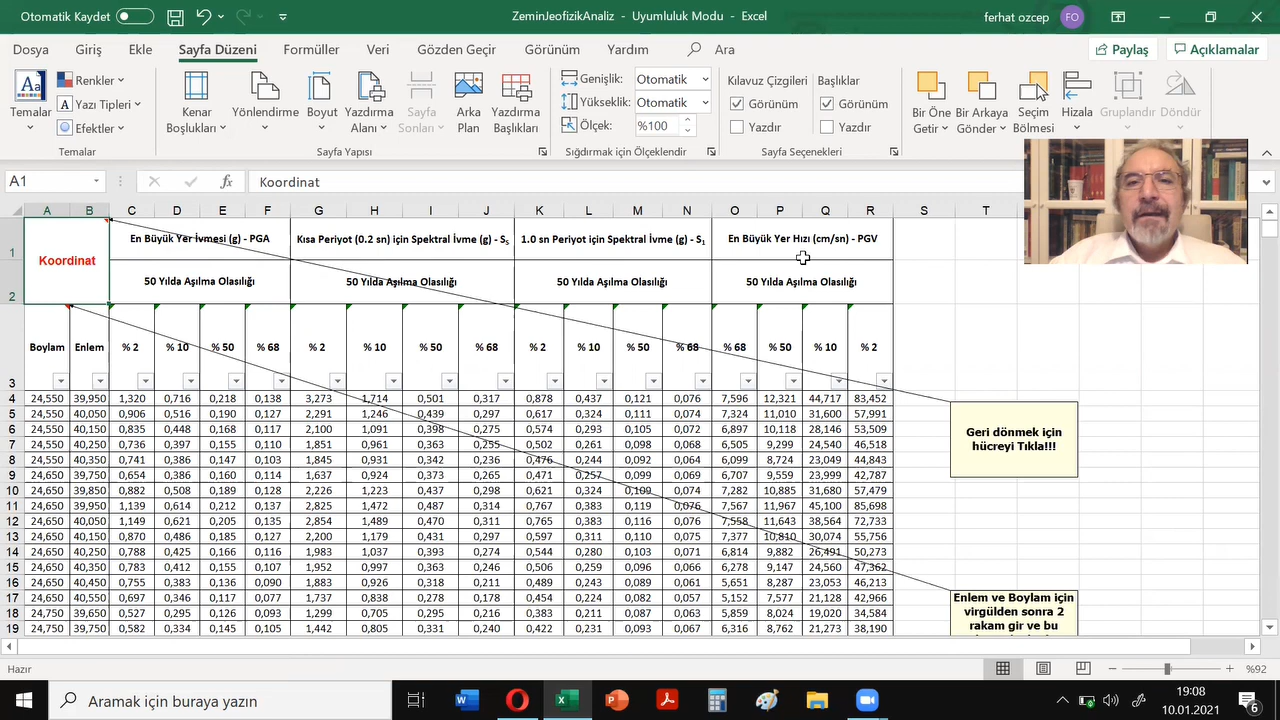 Otomatik Kaydet
ZeminJeofizikAnaliz - Uyumluluk Modu - Excel
ferhat ozcep FO
Dosya Giriş Ekle Sayfa Düzeni Formüller Veri Gözden Geçir Görünüm Yardım Ara Paylaş Açıklamalar
Temalar
Renkler
Yazı Tipleri
Efektler
Temalar
Kenar Boşlukları
Yönlendirme
Boyut
Yazdırma Alanı
Sayfa Sonları
Arka Plan
Yazdırma Başlıkları
Sayfa Yapısı
Genişlik: Otomatik
Yükseklik: Otomatik
Ölçek: %100
Sığdırmak için Ölçeklendir
Kılavuz Çizgileri Başlıklar
Görünüm Görünüm
Yazdır Yazdır
Sayfa Seçenekleri
Bir Öne Getir
Bir Arkaya Gönder
Seçim Bölmesi
Hizala
Gruplandır
Döndür
A1 fx Koordinat
A B C D E F G H I J K L M N O P Q R S T U
1 En Büyük Yer İvmesi (g) - PGA Kısa Periyot (0.2 sn) için Spektral İvme (g) - Ss 1.0 sn Periyot için Spektral İvme (g) - S1 En Büyük Yer Hızı (cm/sn) - PGV
Koordinat
2 50 Yılda Aşılma Olasılığı 50 Yılda Aşılma Olasılığı 50 Yılda Aşılma Olasılığı 50 Yılda Aşılma Olasılığı
3 Boylam Enlem % 2 % 10 % 50 % 68 % 2 % 10 % 50 % 68 % 2 % 10 % 50 % 68 % 68 % 50 % 10 % 2
4 24,550 39,950 1,320 0,716 0,218 0,138 3,273 1,714 0,501 0,317 0,878 0,437 0,121 0,076 7,596 12,321 44,717 83,452
5 24,550 40,050 0,906 0,516 0,190 0,127 2,291 1,246 0,439 0,297 0,617 0,324 0,111 0,074 7,324 11,010 31,600 57,991
6 24,550 40,150 0,835 0,448 0,168 0,117 2,100 1,091 0,398 0,275 0,574 0,293 0,105 0,072 6,897 10,118 28,146 53,509
7 24,550 40,250 0,736 0,397 0,155 0,110 1,851 0,961 0,363 0,255 0,502 0,261 0,098 0,068 6,505 9,299 24,540 46,518
8 24,550 40,350 0,741 0,386 0,147 0,103 1,845 0,931 0,342 0,236 0,476 0,244 0,092 0,064 6,099 8,724 23,049 44,843
9 24,650 39,750 0,654 0,386 0,160 0,114 1,637 0,924 0,373 0,265 0,471 0,257 0,099 0,069 6,707 9,559 23,999 42,787
10 24,650 39,850 0,882 0,508 0,189 0,128 2,226 1,223 0,437 0,298 0,621 0,324 0,109 0,074 7,282 10,885 31,680 57,479
11 24,650 39,950 1,139 0,614 0,212 0,137 2,825 1,472 0,487 0,314 0,767 0,383 0,119 0,076 7,567 11,967 45,100 85,698
12 24,650 40,050 1,149 0,621 0,205 0,135 2,854 1,489 0,470 0,311 0,765 0,383 0,116 0,076 7,558 11,643 38,564 72,733
13 24,650 40,150 0,870 0,486 0,185 0,127 2,200 1,179 0,431 0,297 0,597 0,311 0,110 0,075 7,377 10,810 30,074 55,756
14 24,650 40,250 0,788 0,425 0,166 0,116 1,983 1,037 0,393 0,274 0,544 0,280 0,103 0,071 6,814 9,882 26,491 50,273
15 24,650 40,350 0,783 0,412 0,155 0,107 1,952 0,997 0,363 0,246 0,506 0,259 0,096 0,066 6,278 9,147 24,560 47,362
16 24,650 40,450 0,755 0,383 0,136 0,090 1,883 0,926 0,318 0,211 0,489 0,243 0,089 0,061 5,651 8,287 23,053 46,213
17 24,650 40,550 0,697 0,346 0,117 0,077 1,737 0,838 0,278 0,178 0,454 0,224 0,082 0,057 5,152 7,577 21,128 42,966
18 24,750 39,650 0,527 0,295 0,126 0,093 1,299 0,705 0,295 0,216 0,383 0,211 0,087 0,063 5,859 8,024 19,020 34,584
19 24,750 39,750 0,582 0,334 0,145 0,105 1,442 0,805 0,331 0,240 0,422 0,231 0,093 0,067 6,316 8,762 21,273 38,190
Geri dönmek için
hücreyi Tıkla!!!
Enlem ve Boylam için
virgülden sonra 2
rakam gir ve bu
Hazır %92
Aramak için buraya yazın
19:08
10.01.2021
6